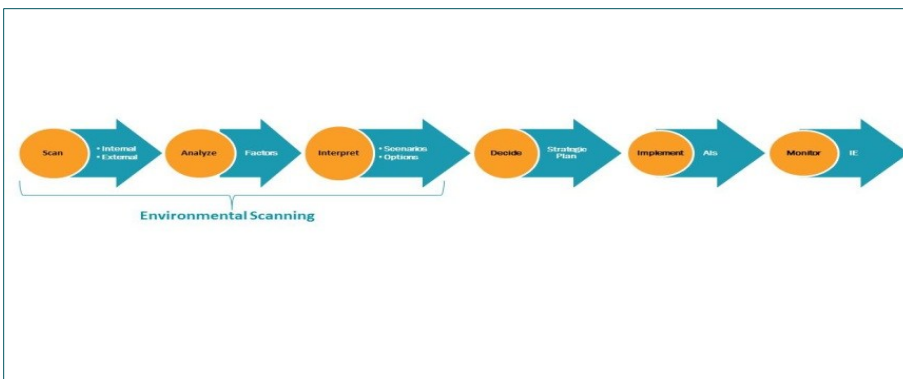 Scan
• Internal
• External
Analyze
Factors
Interpret
• Scenarios
• Options
Decide
Strategic
Plan
Implement
AIs
Monitor
IE
Environmental Scanning